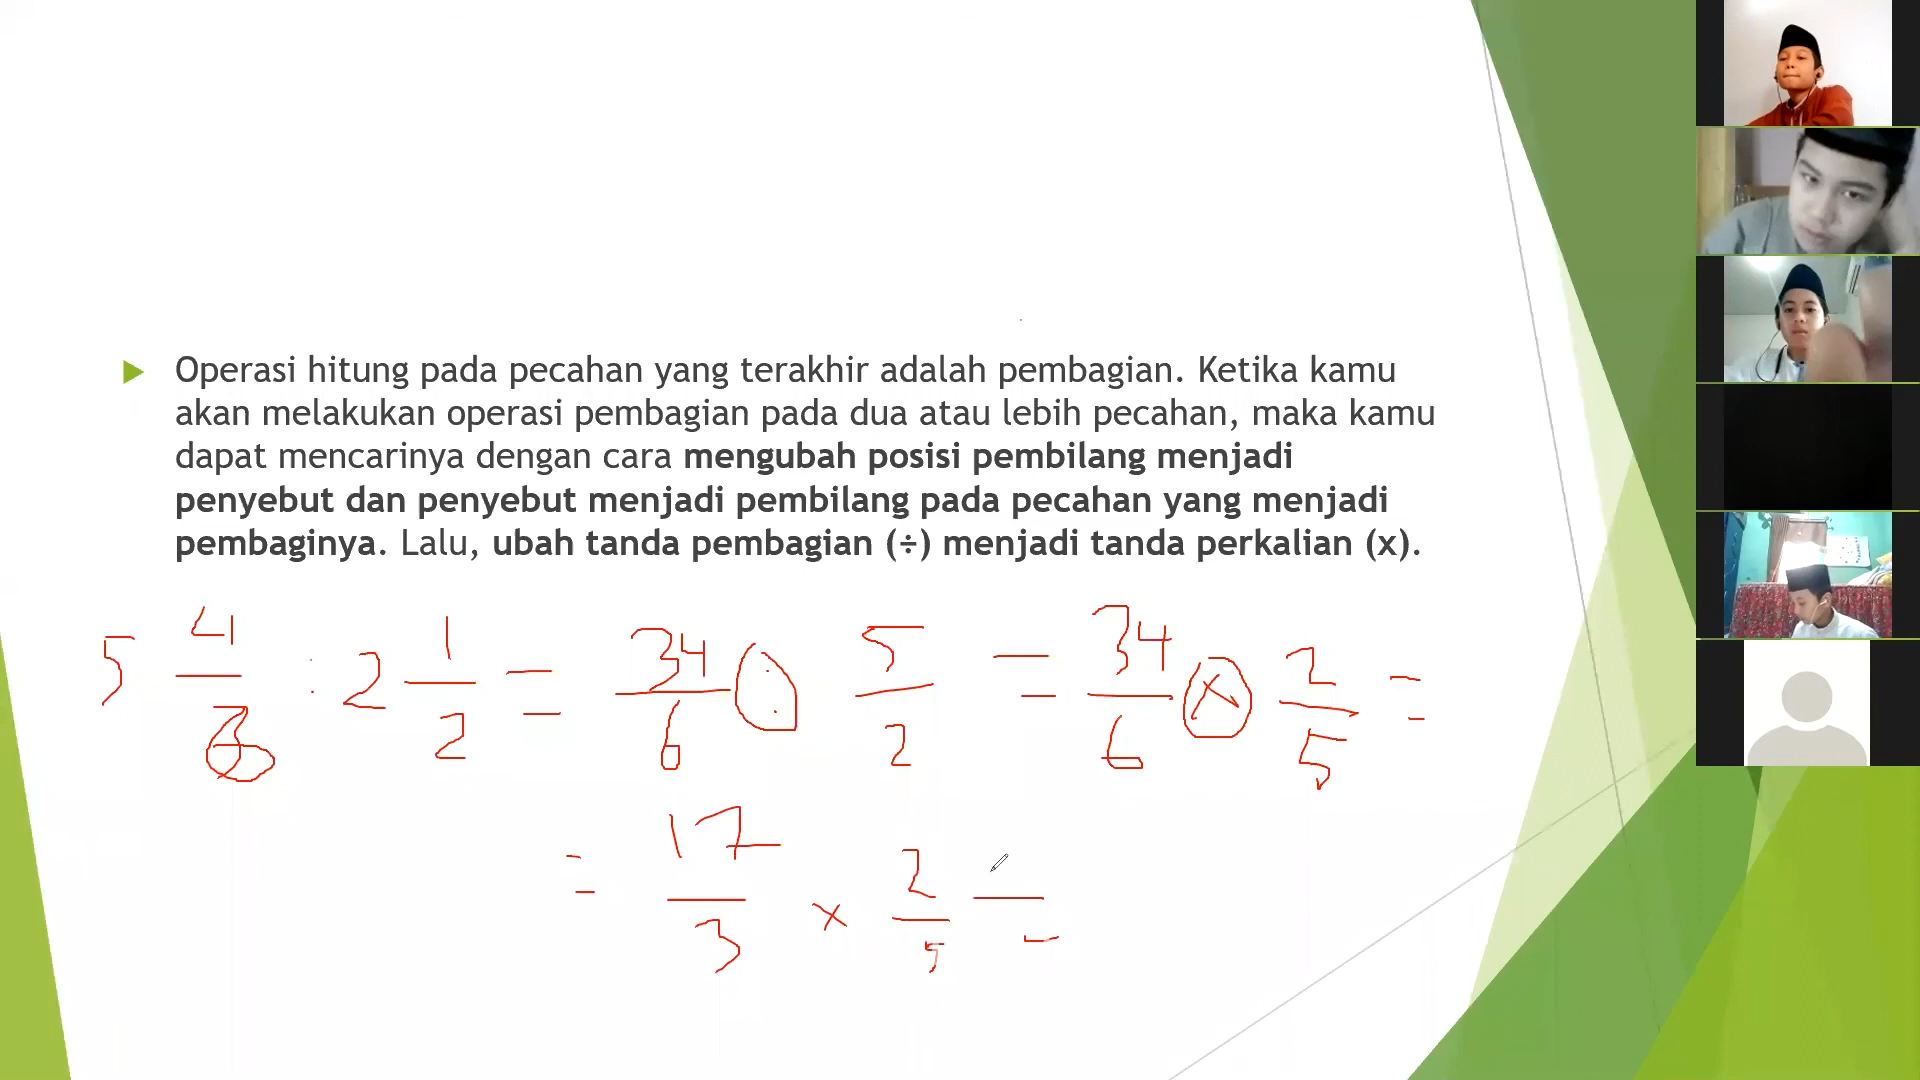 Operasi hitung pada pecahan yang terakhir adalah pembagian. Ketika kamu
akan melakukan operasi pembagian pada dua atau lebih pecahan, maka kamu
dapat mencarinya dengan cara mengubah posisi pembilang menjadi
penyebut dan penyebut menjadi pembilang pada pecahan yang menjadi
pembaginya. Lalu, ubah tanda pembagian (÷) menjadi tanda perkalian (x).
5 4/6 : 2 1/2 = 34/6 : 5/2 = 34/6 x 2/5 =
= 17/3 x 2/5 =